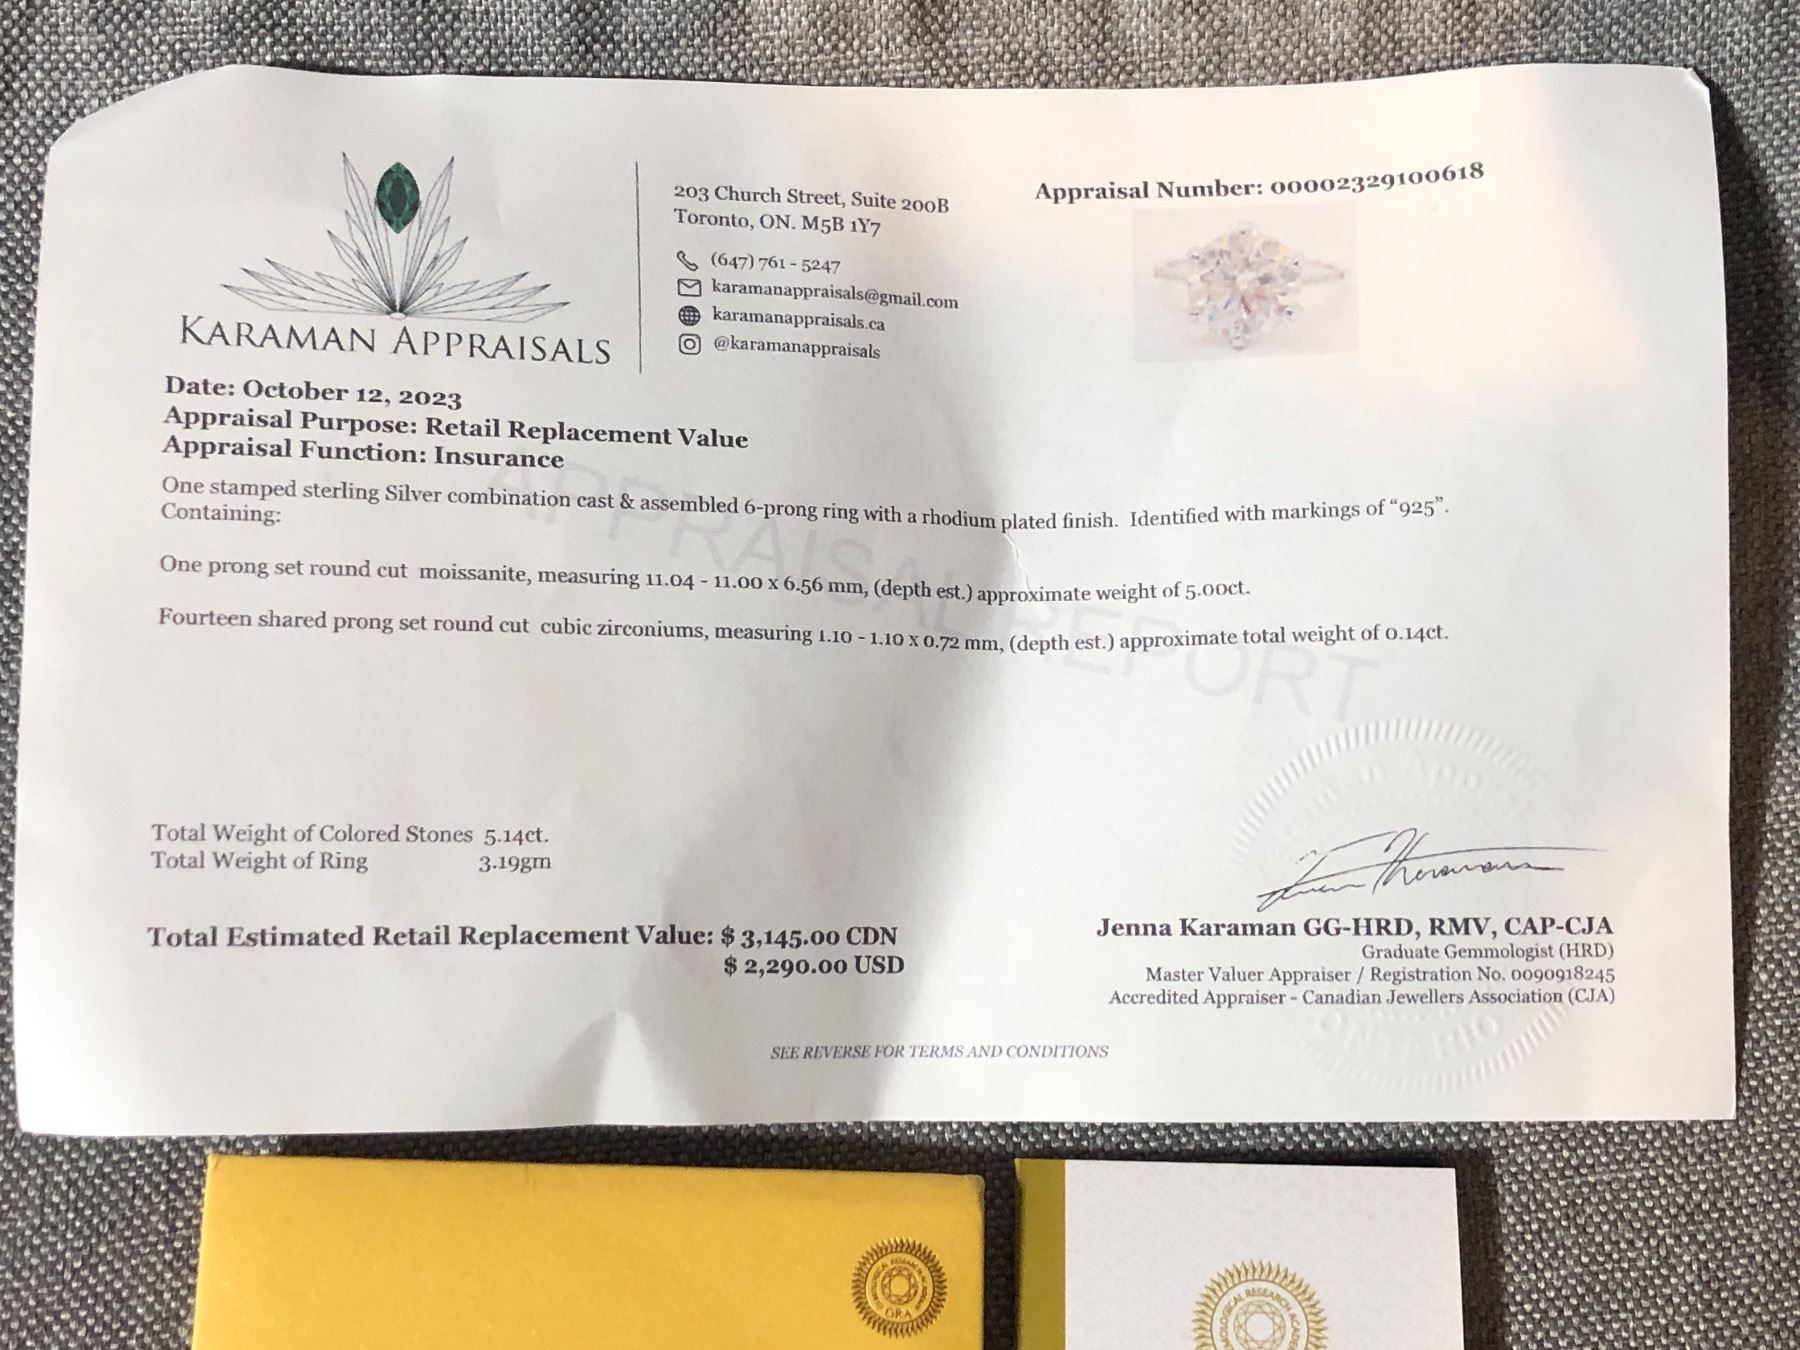 203 Church Street, Suite 200B
Toronto, ON. M5B 1Y7
(647) 761 - 5247
karamanappraisals@gmail.com
karamanappraisals.ca
@karamanappraisals
KARAMAN APPRAISALS
Appraisal Number: 00002329100618
Date: October 12, 2023
Appraisal Purpose: Retail Replacement Value
Appraisal Function: Insurance
APPRAISAL REPORT
One stamped sterling Silver combination cast & assembled 6-prong ring with a rhodium plated finish. Identified with markings of “925”.
Containing:
One prong set round cut moissanite, measuring 11.04 - 11.00 x 6.56 mm, (depth est.) approximate weight of 5.00ct.
Fourteen shared prong set round cut cubic zirconiums, measuring 1.10 - 1.10 x 0.72 mm, (depth est.) approximate total weight of 0.14ct.
Total Weight of Colored Stones 5.14ct.
Total Weight of Ring 3.19gm
Total Estimated Retail Replacement Value: $ 3,145.00 CDN
$ 2,290.00 USD
Jenna Karaman GG-HRD, RMV, CAP-CJA
Graduate Gemmologist (HRD)
Master Valuer Appraiser / Registration No. 0090918245
Accredited Appraiser - Canadian Jewellers Association (CJA)
ONTARIO
SEE REVERSE FOR TERMS AND CONDITIONS
GRA